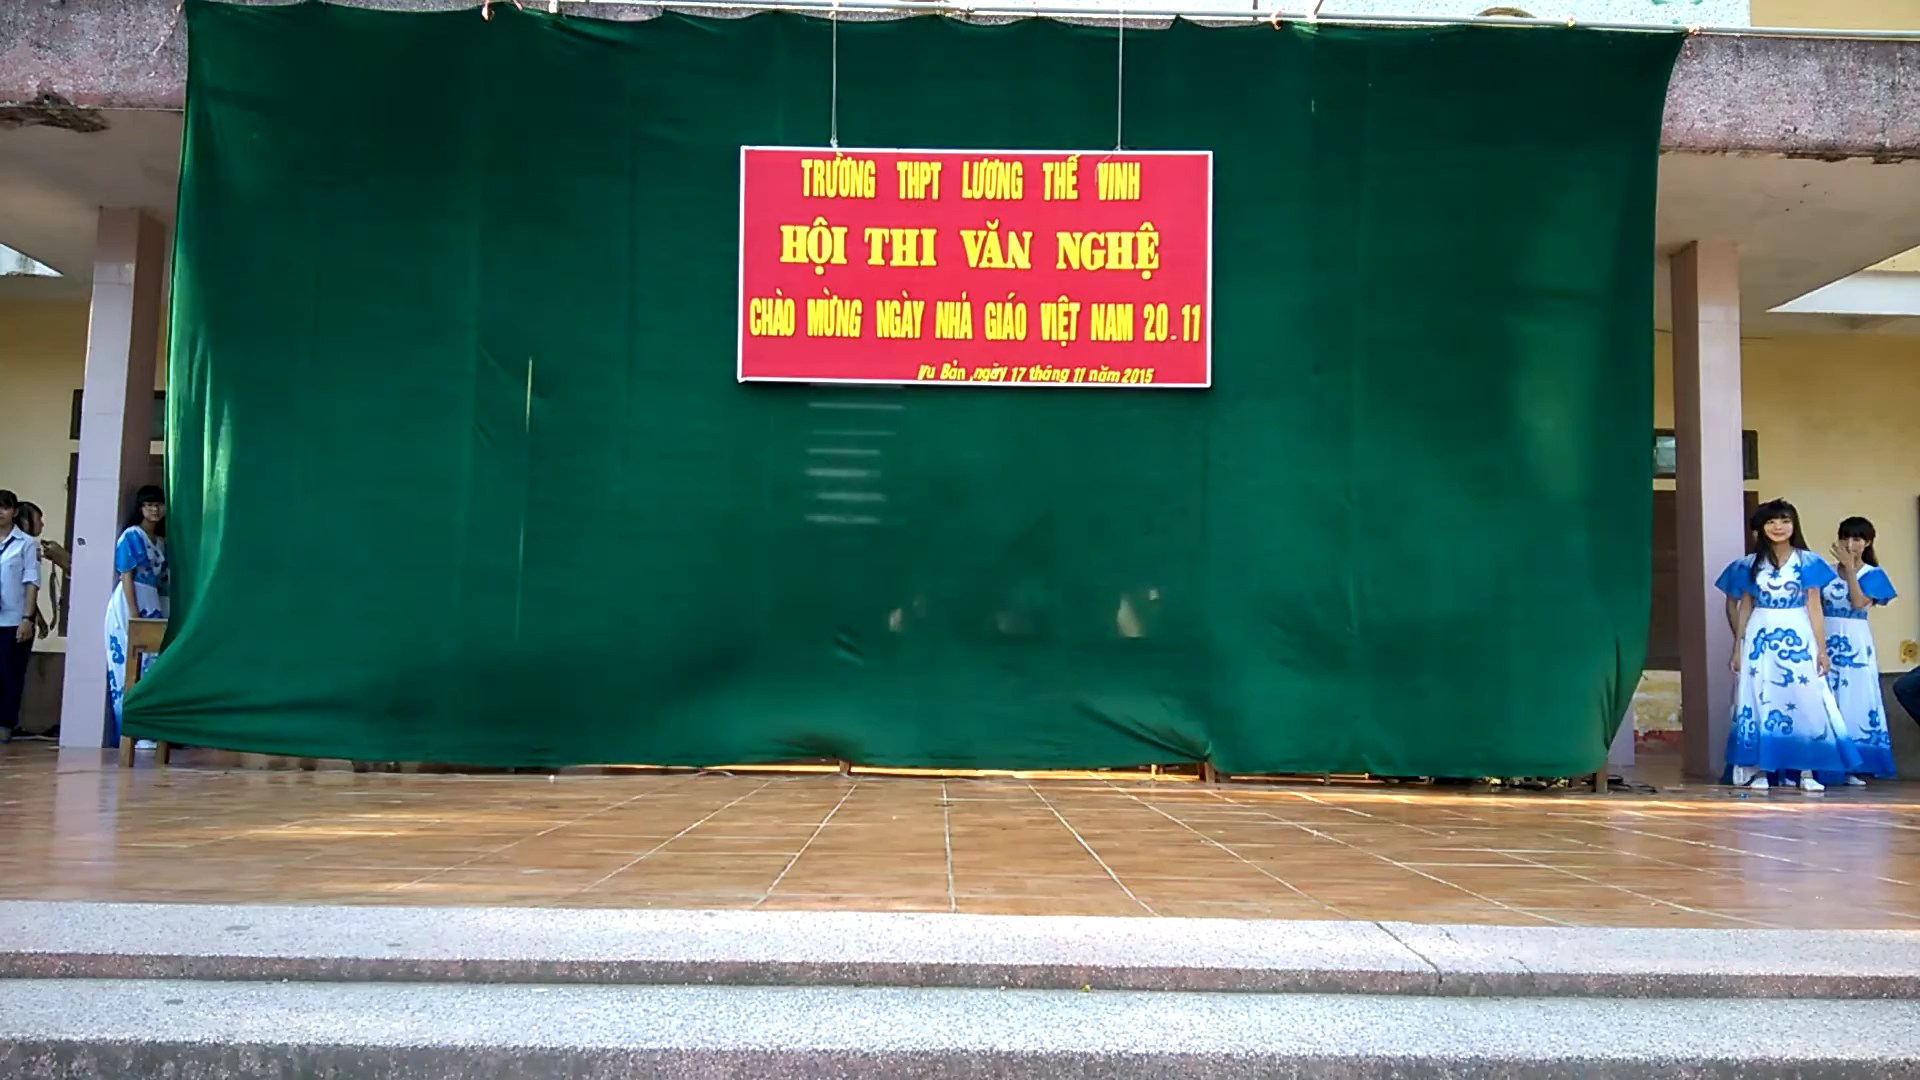 TRƯỜNG THPT LƯƠNG THẾ VINH
HỘI THI VĂN NGHỆ
CHÀO MỪNG NGÀY NHÀ GIÁO VIỆT NAM 20.11
Vu Bản, ngày 17 tháng 11 năm 2015